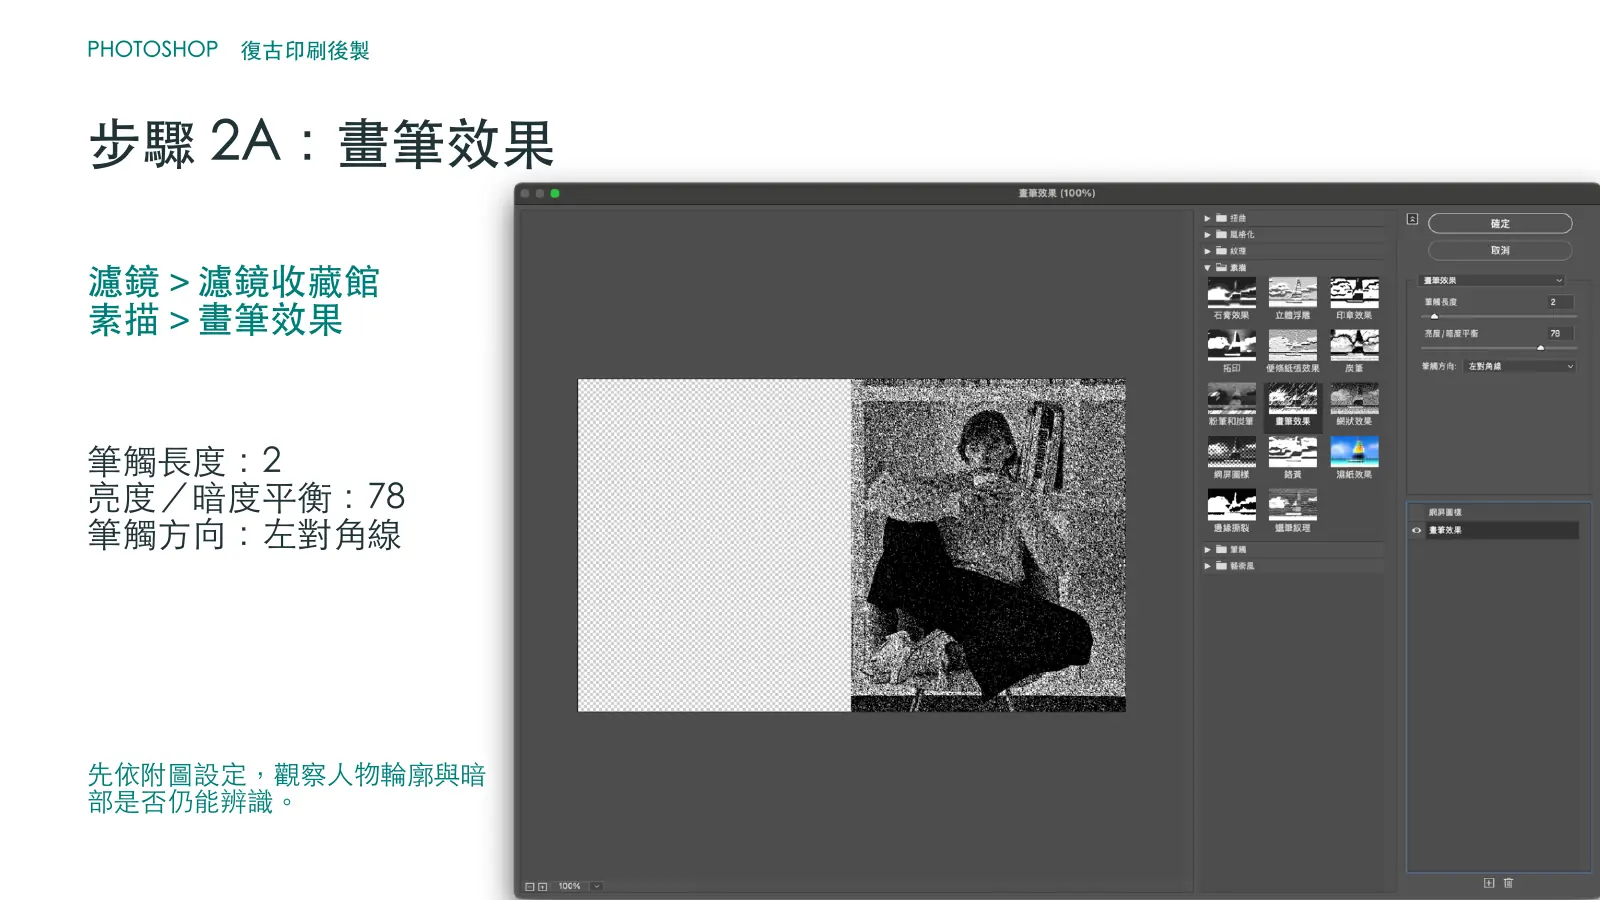 PHOTOSHOP 復古印刷後製
步驟 2A：畫筆效果
濾鏡 > 濾鏡收藏館
素描 > 畫筆效果
筆觸長度：2
亮度／暗度平衡：78
筆觸方向：左對角線
先依附圖設定，觀察人物輪廓與暗
部是否仍能辨識。
畫筆效果 (100%)
扭曲
風格化
紋理
素描
石膏效果 立體浮雕 印章效果
拓印 便條紙張效果 炭筆
粉筆和炭筆 畫筆效果 網狀效果
網屏圖樣 鉻黃 濕紙效果
邊緣撕裂 蠟筆紋理
筆觸
藝術風
確定
取消
畫筆效果
筆觸長度 2
亮度/暗度平衡 78
筆觸方向: 左對角線
網屏圖樣
畫筆效果
100%